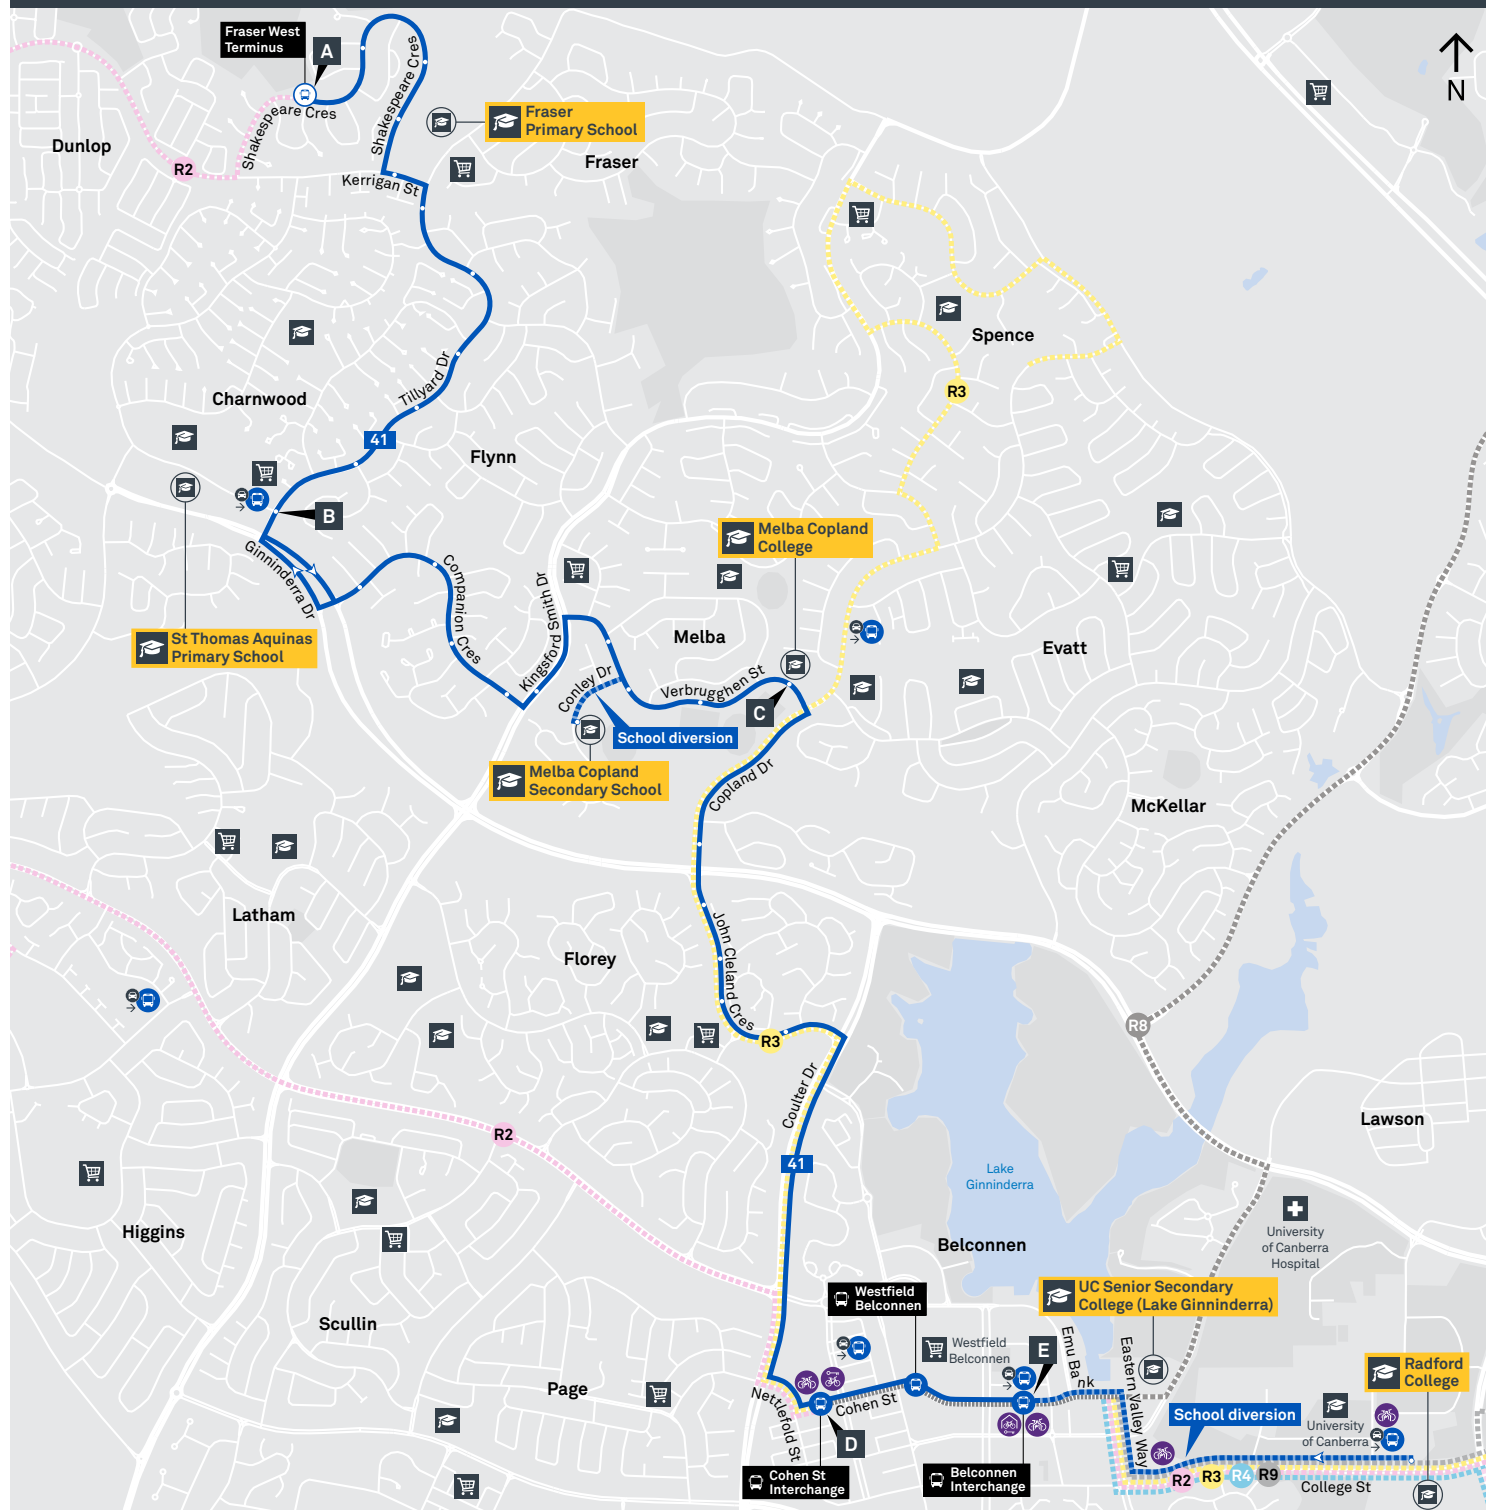 Fraser West
Terminus
A
N
Shakespeare Cres
Shakespeare Cres
Fraser
Primary School
Dunlop
R2
Fraser
Kerrigan St
Spence
R3
Tillyard Dr
Charnwood
41
Flynn
B
Melba Copland
College
Ginninderra Dr
Companion Cres
Kingsford Smith Dr
St Thomas Aquinas
Primary School
Melba
Evatt
Conley Dr
Verbrugghen St
C
School diversion
Melba Copland
Secondary School
Copland Dr
McKellar
Latham
John Cleland Cres
Florey
R8
R3
Coulter Dr
Lawson
R2
41
Lake
Ginninderra
Higgins
Belconnen
University
of Canberra
Hospital
Westfield
Belconnen
UC Senior Secondary
College (Lake Ginninderra)
Scullin
Westfield
Belconnen
E
Emu Bank
Eastern Valley Way
Radford
College
Page
Nettlefold St
Cohen St
D
School diversion
University
of Canberra
Cohen St
Interchange
Belconnen
Interchange
R2
R3
R4
R9
College St